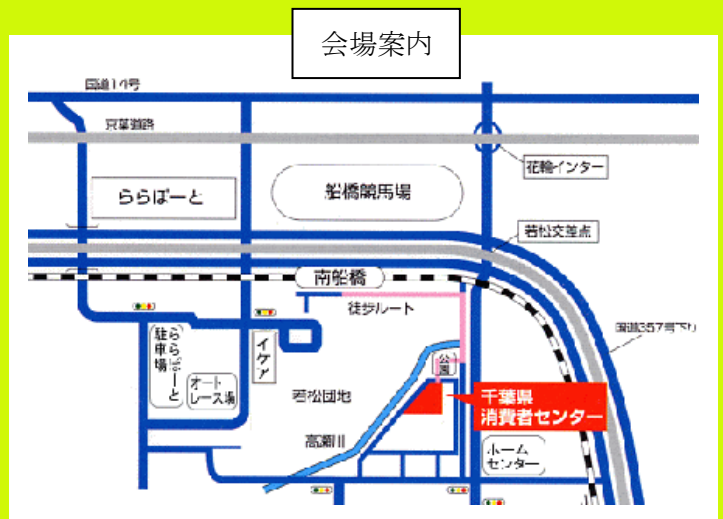 会場案内
国道14号
京葉道路
花輪インター
ららぽーと
船橋競馬場
若松交差点
南船橋
徒歩ルート
国道357号下り
ららぽーと
駐車場
イケア
オート
レース場
公園
若松団地
千葉県
消費者センター
高瀬川
ホーム
センター